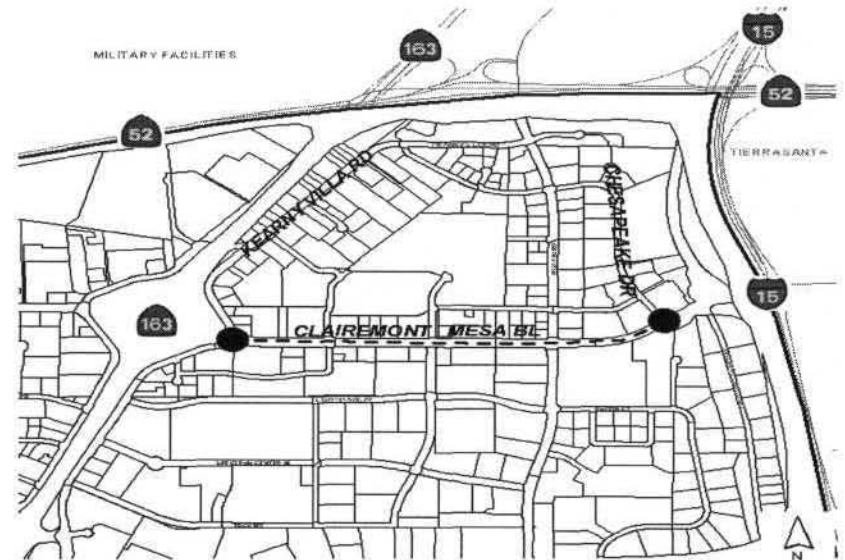 15
163
MILITARY FACILITIES
52
52
TIERRASANTA
KEARNY VILLA RD
CHESAPEAKE DR
15
163
CLAIREMONT MESA BL
N